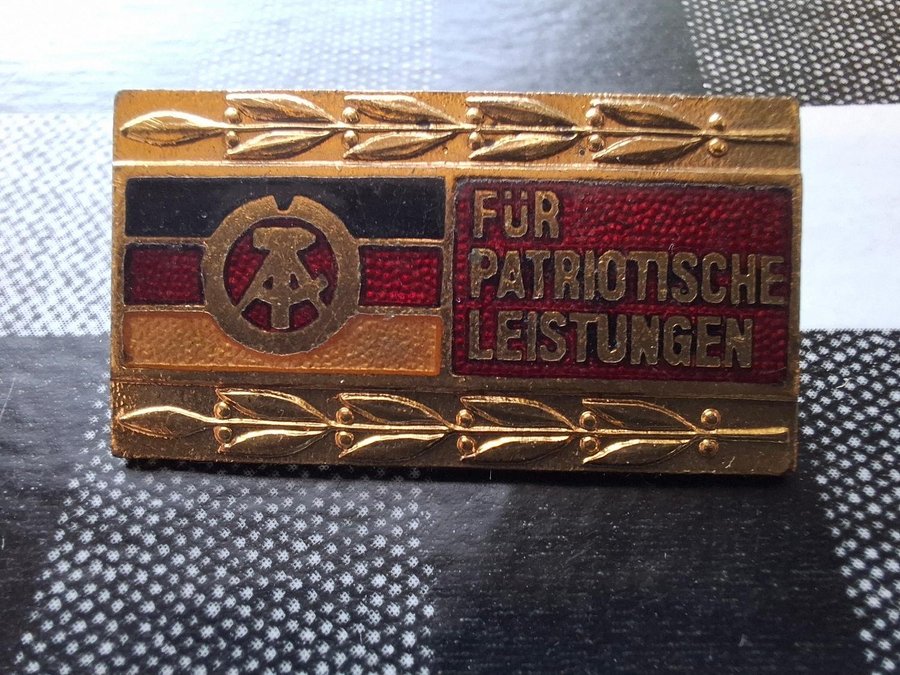 FÜR
PATRIOTISCHE
LEISTUNGEN